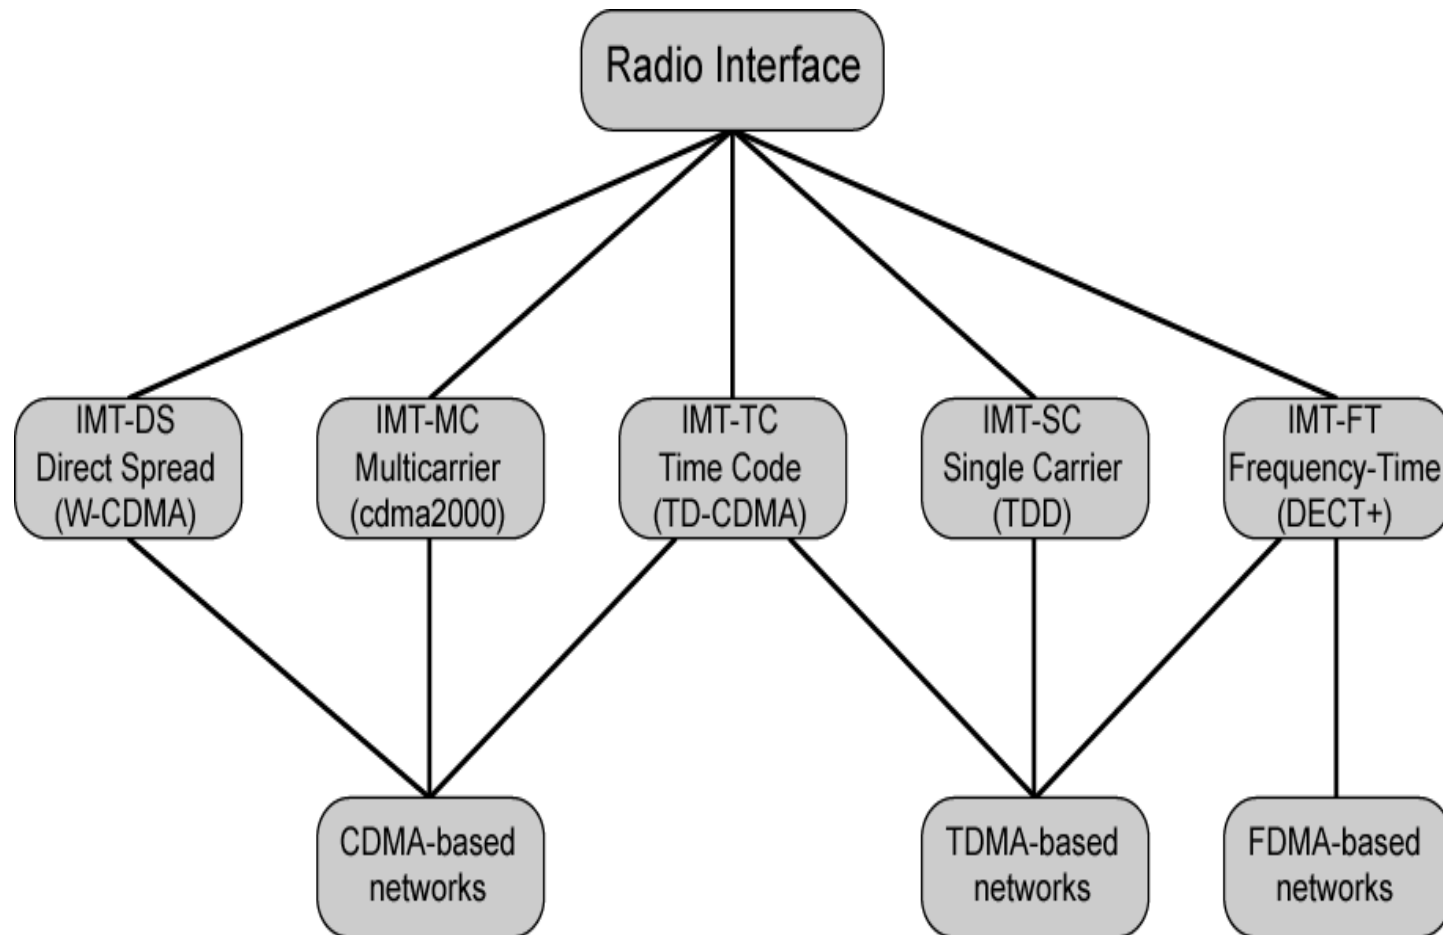 Radio Interface
IMT-DS
Direct Spread
(W-CDMA)
IMT-MC
Multicarrier
(cdma2000)
IMT-TC
Time Code
(TD-CDMA)
IMT-SC
Single Carrier
(TDD)
IMT-FT
Frequency-Time
(DECT+)
CDMA-based
networks
TDMA-based
networks
FDMA-based
networks